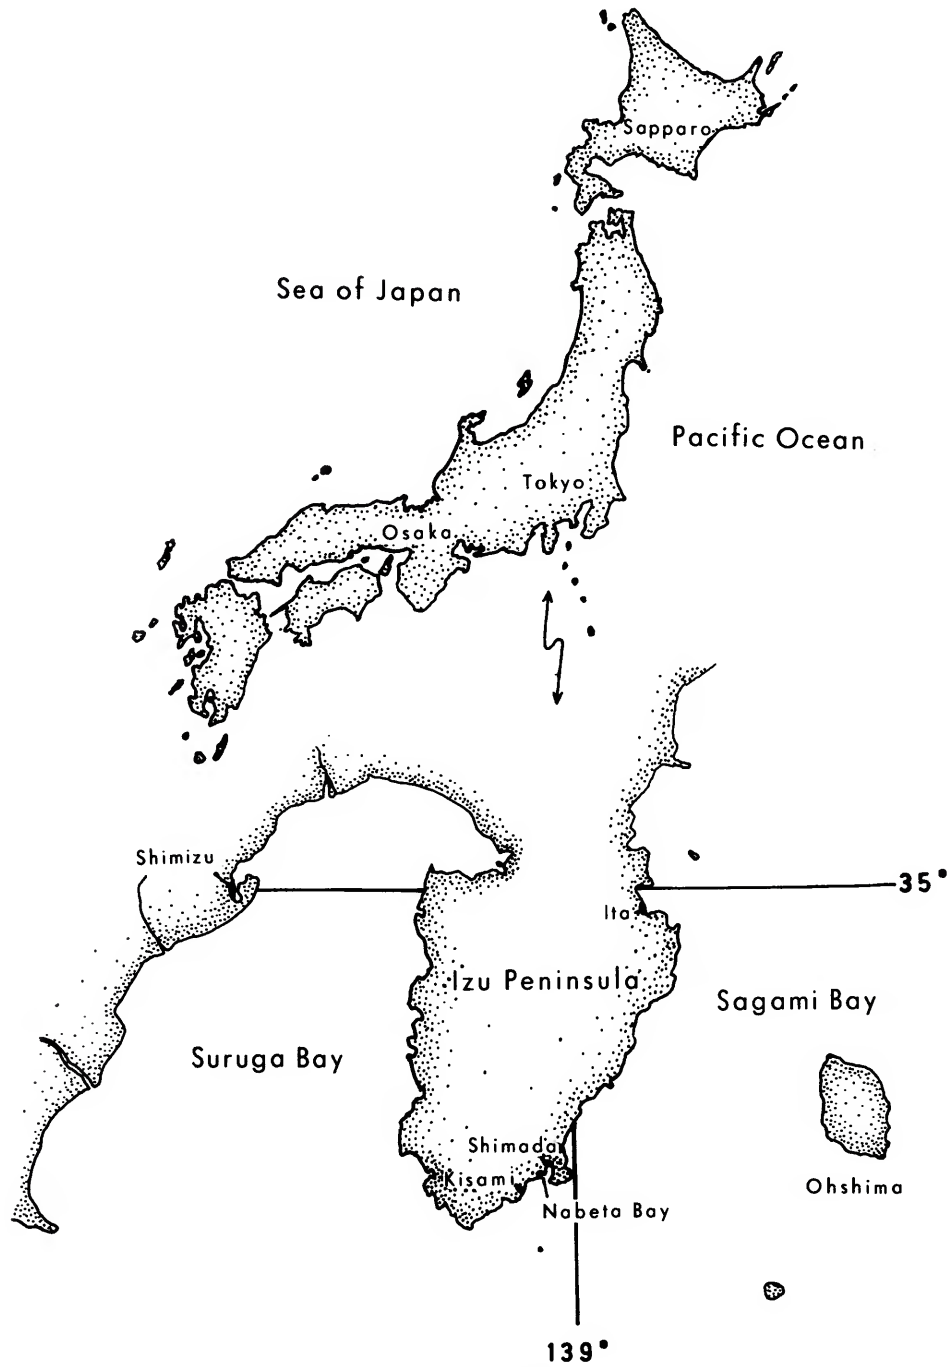 Sapparo
Sea of Japan
Pacific Ocean
Tokyo
Osaka
Shimizu
35°
Ita
Izu Peninsula
Sagami Bay
Suruga Bay
Shimada
Kisami
Ohshima
Nabeta Bay
139°